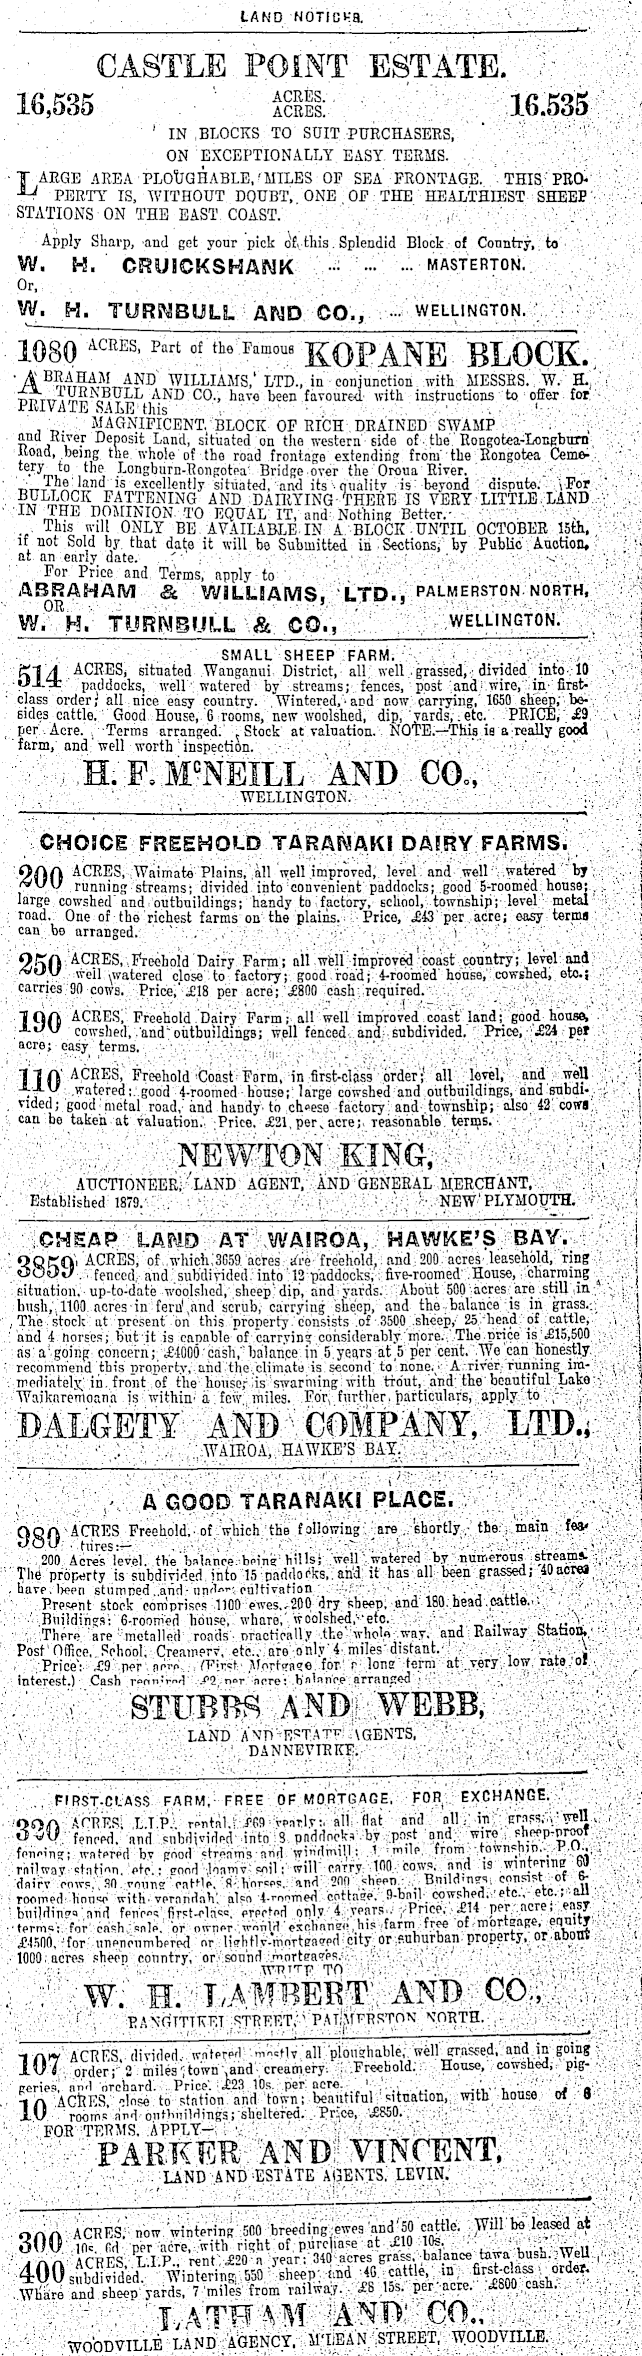 LAND NOTICES.
CASTLE POINT ESTATE.
16,535 ACRES. ACRES. 16.535
IN BLOCKS TO SUIT PURCHASERS,
ON EXCEPTIONALLY EASY TERMS.
LARGE AREA PLOUGHABLE, MILES OF SEA FRONTAGE. THIS PRO-
PERTY IS, WITHOUT DOUBT, ONE OF THE HEALTHIEST SHEEP
STATIONS ON THE EAST COAST.
Apply Sharp, and get your pick of this Splendid Block of Country, to
W. H. CRUICKSHANK ... ... ... MASTERTON.
Or,
W. H. TURNBULL AND CO., ... WELLINGTON.
1080 ACRES, Part of the Famous KOPANE BLOCK.
ABRAHAM AND WILLIAMS, LTD., in conjunction with MESSRS. W. H.
TURNBULL AND CO., have been favoured with instructions to offer for
PRIVATE SALE this
MAGNIFICENT BLOCK OF RICH DRAINED SWAMP
and River Deposit Land, situated on the western side of the Rongotea-Longburn
Road, being the whole of the road frontage extending from the Rongotea Ceme-
tery to the Longburn-Rongotea Bridge over the Oroua River.
The land is excellently situated, and its quality is beyond dispute. For
BULLOCK FATTENING AND DAIRYING THERE IS VERY LITTLE LAND
IN THE DOMINION TO EQUAL IT, and Nothing Better.
This will ONLY BE AVAILABLE IN A BLOCK UNTIL OCTOBER 15th,
if not Sold by that date it will be Submitted in Sections, by Public Auction,
at an early date.
For Price and Terms, apply to
ABRAHAM & WILLIAMS, LTD., PALMERSTON NORTH,
OR
W. H. TURNBULL & CO., WELLINGTON.
SMALL SHEEP FARM.
514 ACRES, situated Wanganui District, all well grassed, divided into 10
paddocks, well watered by streams; fences, post and wire, in first-
class order; all nice easy country. Wintered, and now carrying, 1650 sheep, be-
sides cattle. Good House, 6 rooms, new woolshed, dip, yards, etc. PRICE, £9
per Acre. Terms arranged. Stock at valuation. NOTE.—This is a really good
farm, and well worth inspection.
H. F. McNEILL AND CO.,
WELLINGTON.
CHOICE FREEHOLD TARANAKI DAIRY FARMS.
200 ACRES, Waimate Plains, all well improved, level and well watered by
running streams; divided into convenient paddocks; good 5-roomed house;
large cowshed and outbuildings; handy to factory, school, township; level metal
road. One of the richest farms on the plains. Price, £43 per acre; easy terms
can be arranged.
250 ACRES, Freehold Dairy Farm; all well improved coast country; level and
well watered close to factory; good road; 4-roomed house, cowshed, etc.;
carries 90 cows. Price, £18 per acre; £800 cash required.
190 ACRES, Freehold Dairy Farm; all well improved coast land; good house,
cowshed, and outbuildings; well fenced and subdivided. Price, £24 per
acre; easy terms.
110 ACRES, Freehold Coast Farm, in first-class order; all level, and well
watered; good 4-roomed house; large cowshed and outbuildings, and subdi-
vided; good metal road, and handy to cheese factory and township; also 42 cows
can be taken at valuation. Price, £21 per acre; reasonable terms.
NEWTON KING,
AUCTIONEER, LAND AGENT, AND GENERAL MERCHANT,
Established 1879. NEW PLYMOUTH.
CHEAP LAND AT WAIROA, HAWKE'S BAY.
3859 ACRES, of which 3659 acres are freehold, and 200 acres leasehold, ring
fenced and subdivided into 12 paddocks, five-roomed House, charming
situation, up-to-date woolshed, sheep dip, and yards. About 500 acres are still in
bush, 1100 acres in fern and scrub, carrying sheep, and the balance is in grass.
The stock at present on this property consists of 3500 sheep, 25 head of cattle,
and 4 horses; but it is capable of carrying considerably more. The price is £15,500
as a going concern; £4000 cash, balance in 5 years at 5 per cent. We can honestly
recommend this property, and the climate is second to none. A river running im-
mediately in front of the house is swarming with trout, and the beautiful Lake
Waikaremoana is within a few miles. For further particulars, apply to
DALGETY AND COMPANY, LTD.,
WAIROA, HAWKE'S BAY.
A GOOD TARANAKI PLACE.
980 ACRES Freehold, of which the following are shortly the main fea-
tures:—
200 Acres level, the balance being hills; well watered by numerous streams.
The property is subdivided into 15 paddocks, and it has all been grassed; 40 acres
have been stumped and under cultivation
Present stock comprises 1100 ewes, 200 dry sheep, and 180 head cattle.
Buildings: 6-roomed house, whare, woolshed, etc.
There are metalled roads practically the whole way, and Railway Station,
Post Office, School, Creamery, etc., are only 4 miles distant.
Price: £9 per acre. (First Mortgage for a long term at very low rate of
interest.) Cash required £2 per acre; balance arranged
STUBBS AND WEBB,
LAND AND ESTATE AGENTS,
DANNEVIRKE.
FIRST-CLASS FARM, FREE OF MORTGAGE, FOR EXCHANGE.
320 ACRES, L.I.P., rental, £69 yearly; all flat and all in grass, well
fenced, and subdivided into 8 paddocks by post and wire sheep-proof
fencing; watered by good streams and windmill; 1 mile from township, P.O.,
railway station, etc.; good loamy soil; will carry 100 cows, and is wintering 60
dairy cows, 30 young cattle, 8 horses, and 200 sheep. Buildings consist of 6-
roomed house with verandah, also 4-roomed cottage, 9-bail cowshed, etc., etc.; all
buildings and fences first-class, erected only 4 years. Price, £14 per acre; easy
terms; for cash sale, or owner would exchange his farm free of mortgage, equity
£4500, for unencumbered or lightly-mortgaged city or suburban property, or about
1000 acres sheep country, or sound mortgages.
WRITE TO
W. H. LAMBERT AND CO.,
RANGITIKEI STREET, PALMERSTON NORTH.
107 ACRES, divided, watered mostly all ploughable, well grassed, and in going
order; 2 miles town and creamery. Freehold. House, cowshed, pig-
geries, and orchard. Price. £23 10s. per acre.
10 ACRES, close to station and town; beautiful situation, with house of 6
rooms and outbuildings; sheltered. Price, £850.
FOR TERMS, APPLY—
PARKER AND VINCENT,
LAND AND ESTATE AGENTS, LEVIN.
300 ACRES, now wintering 500 breeding ewes and 50 cattle. Will be leased at
10s. 6d per acre, with right of purchase at £10 10s.
400 ACRES, L.I.P., rent £20 a year; 340 acres grass, balance tawa bush. Well
subdivided. Wintering 550 sheep and 46 cattle, in first-class order.
Whare and sheep yards, 7 miles from railway. £8 15s. per acre. £800 cash.
LATHAM AND CO.,
WOODVILLE LAND AGENCY, M'LEAN STREET, WOODVILLE.